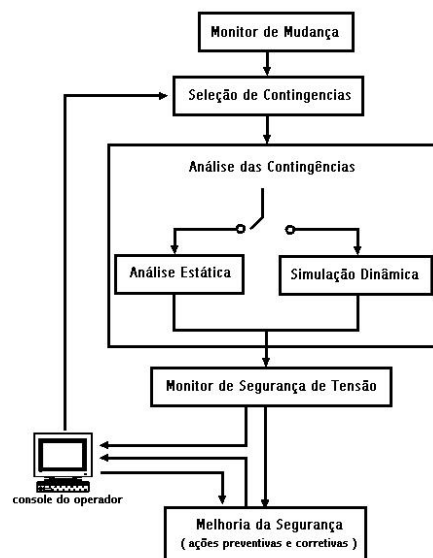 Monitor de Mudança
Seleção de Contingencias
Análise das Contingências
Análise Estática
Simulação Dinâmica
Monitor de Segurança de Tensão
console do operador
Melhoria da Segurança
( ações preventivas e corretivas )